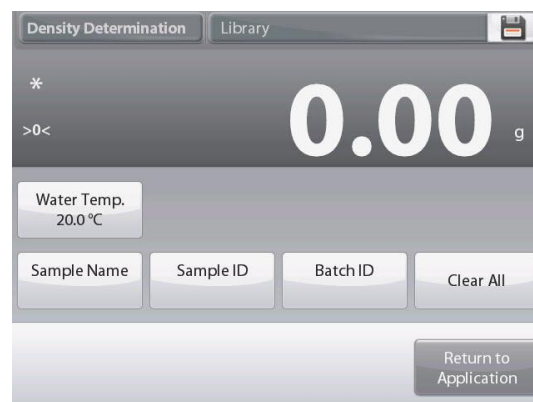 Density Determination Library
*
0.00 g
>0<
Water Temp.
20.0 °C
Sample Name Sample ID Batch ID Clear All
Return to
Application